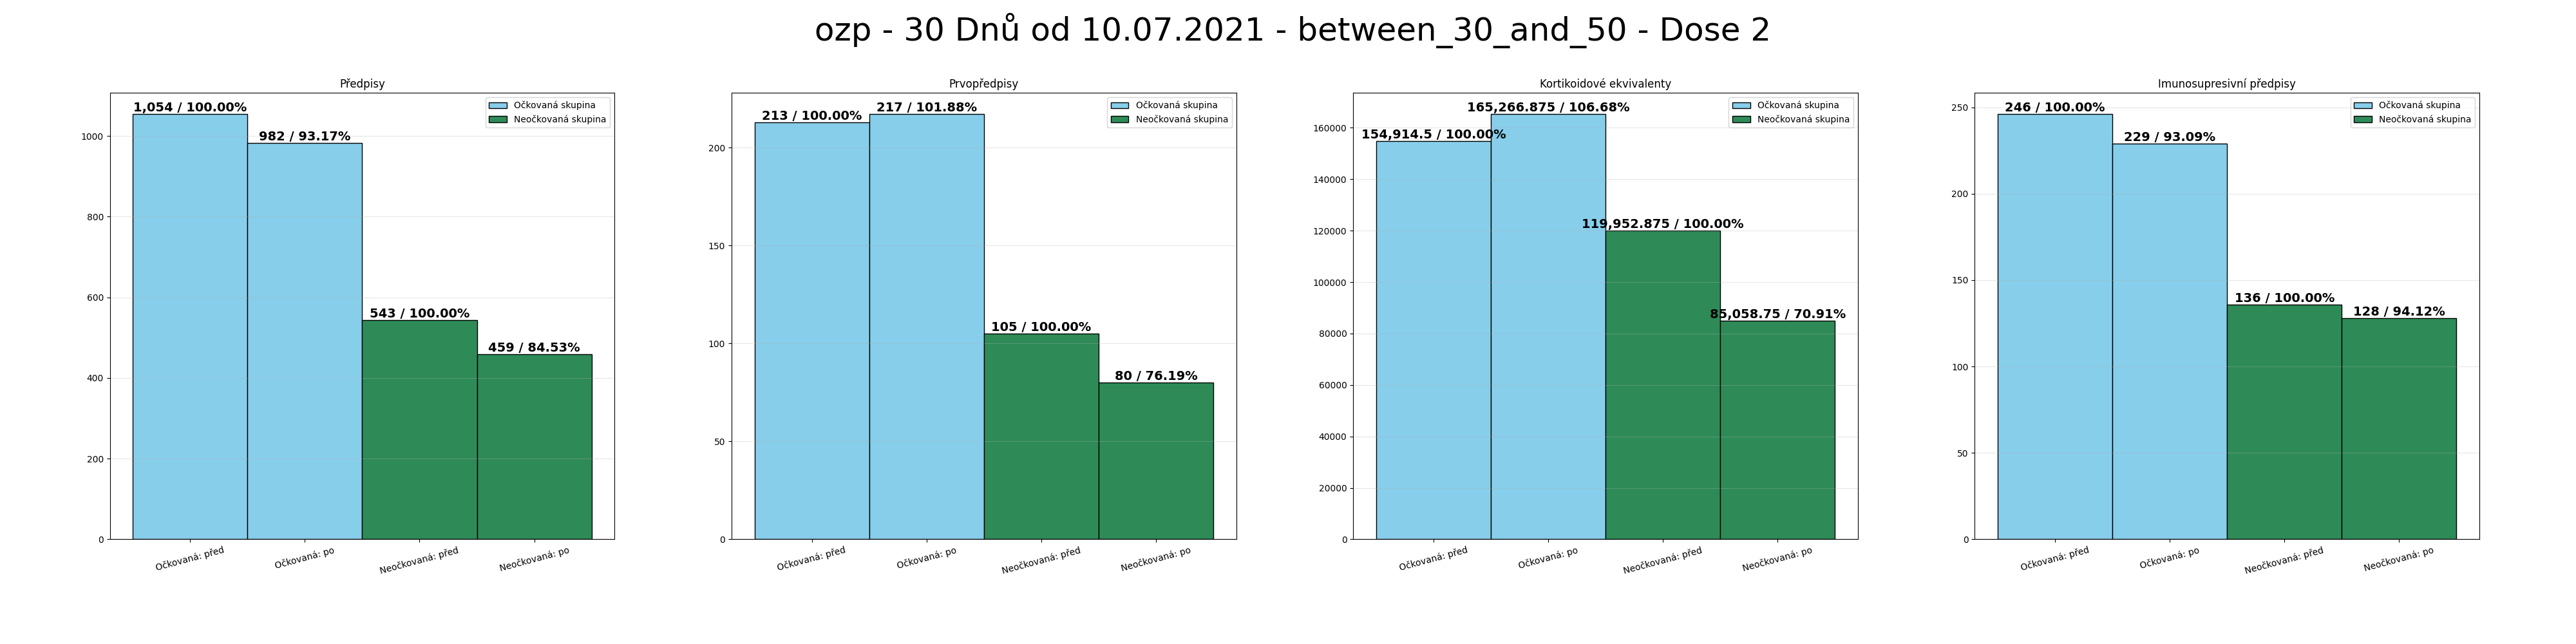 ozp - 30 Dnů od 10.07.2021 - between_30_and_50 - Dose 2
Předpisy
1,054 / 100.00%
982 / 93.17%
543 / 100.00%
459 / 84.53%
Očkovaná skupina
Neočkovaná skupina
1000
800
600
400
200
0
Očkovaná: před
Očkovaná: po
Neočkovaná: před
Neočkovaná: po
Prvopředpisy
213 / 100.00%
217 / 101.88%
105 / 100.00%
80 / 76.19%
Očkovaná skupina
Neočkovaná skupina
200
150
100
50
0
Očkovaná: před
Očkovaná: po
Neočkovaná: před
Neočkovaná: po
Kortikoidové ekvivalenty
154,914.5 / 100.00%
165,266.875 / 106.68%
119,952.875 / 100.00%
85,058.75 / 70.91%
Očkovaná skupina
Neočkovaná skupina
160000
140000
120000
100000
80000
60000
40000
20000
0
Očkovaná: před
Očkovaná: po
Neočkovaná: před
Neočkovaná: po
Imunosupresivní předpisy
246 / 100.00%
229 / 93.09%
136 / 100.00%
128 / 94.12%
Očkovaná skupina
Neočkovaná skupina
250
200
150
100
50
0
Očkovaná: před
Očkovaná: po
Neočkovaná: před
Neočkovaná: po